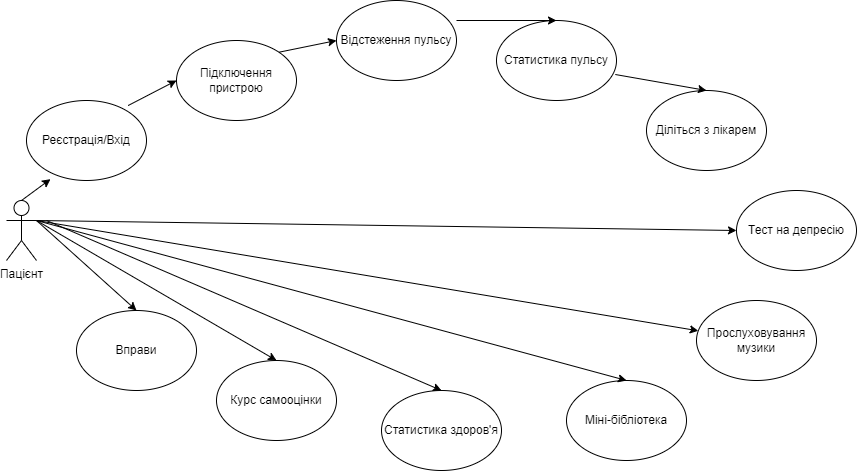 Відстеження пульсу
Статистика пульсу
Підключення
пристрою
Діліться з лікарем
Реєстрація/Вхід
Тест на депресію
Пацієнт
Прослуховування
музики
Вправи
Курс самооцінки
Міні-бібліотека
Статистика здоров'я